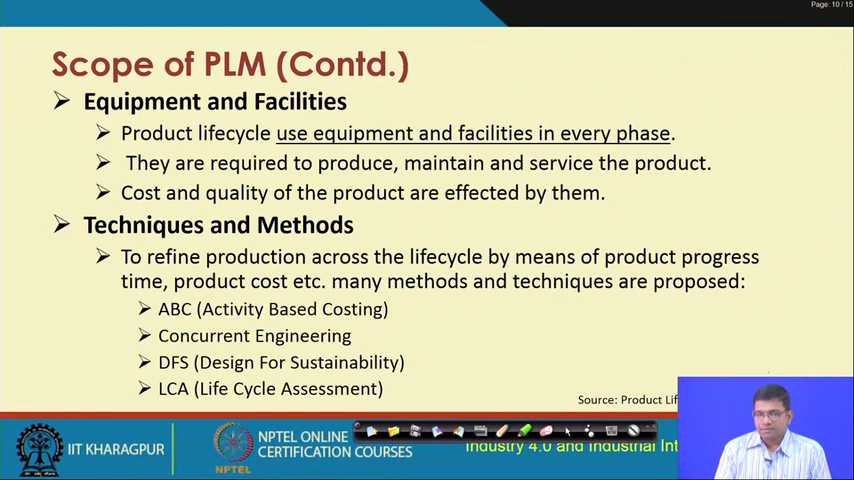 Page: 10 / 15
Scope of PLM (Contd.)
Equipment and Facilities
Product lifecycle use equipment and facilities in every phase.
They are required to produce, maintain and service the product.
Cost and quality of the product are effected by them.
Techniques and Methods
To refine production across the lifecycle by means of product progress
time, product cost etc. many methods and techniques are proposed:
ABC (Activity Based Costing)
Concurrent Engineering
DFS (Design For Sustainability)
LCA (Life Cycle Assessment)
Source: Product Lif
IIT KHARAGPUR
NPTEL
NPTEL ONLINE
CERTIFICATION COURSES
Industry 4.0 and Industrial Int